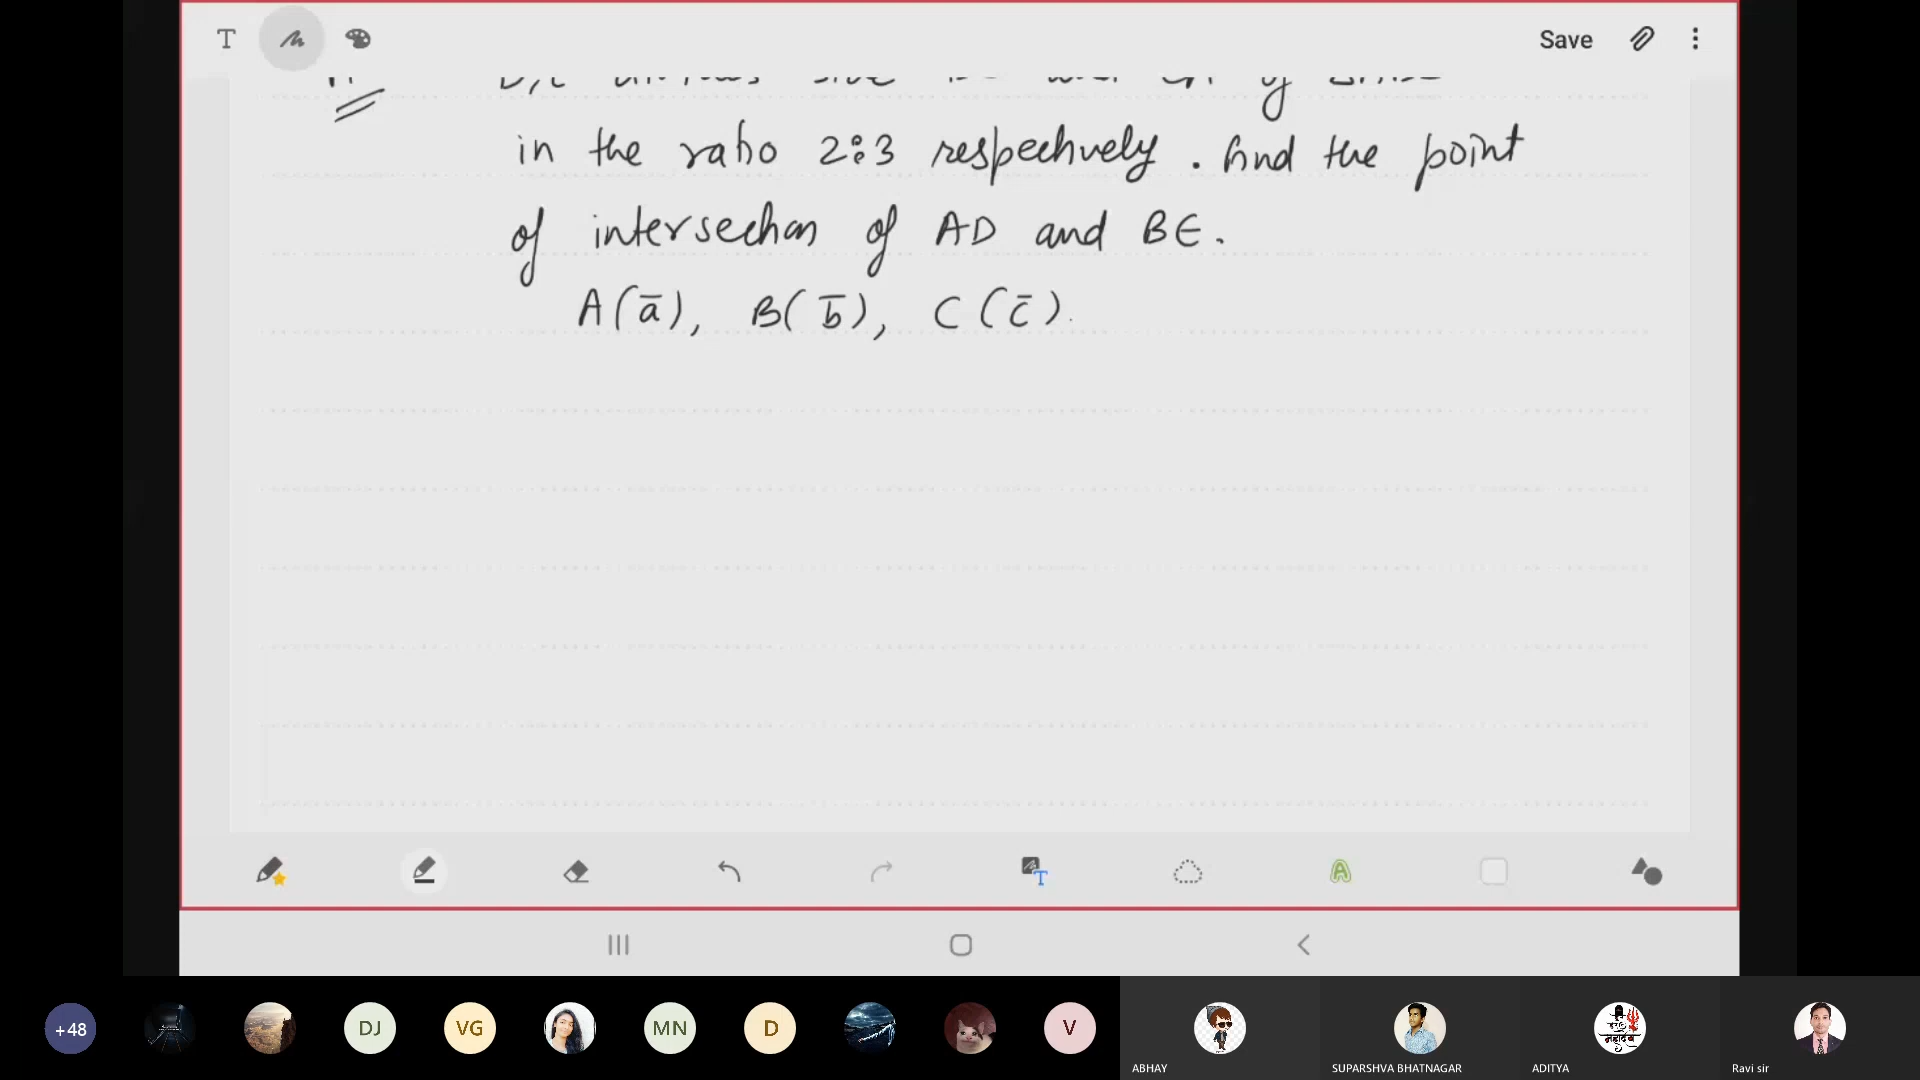 T Save
in the ratio 2:3 respectively. find the point
of intersection of AD and BE.
A(a̅), B(b̅), C(c̅).
T
A
+48 DJ VG MN D V
ABHAY SUPARSHVA BHATNAGAR ADITYA Ravi sir